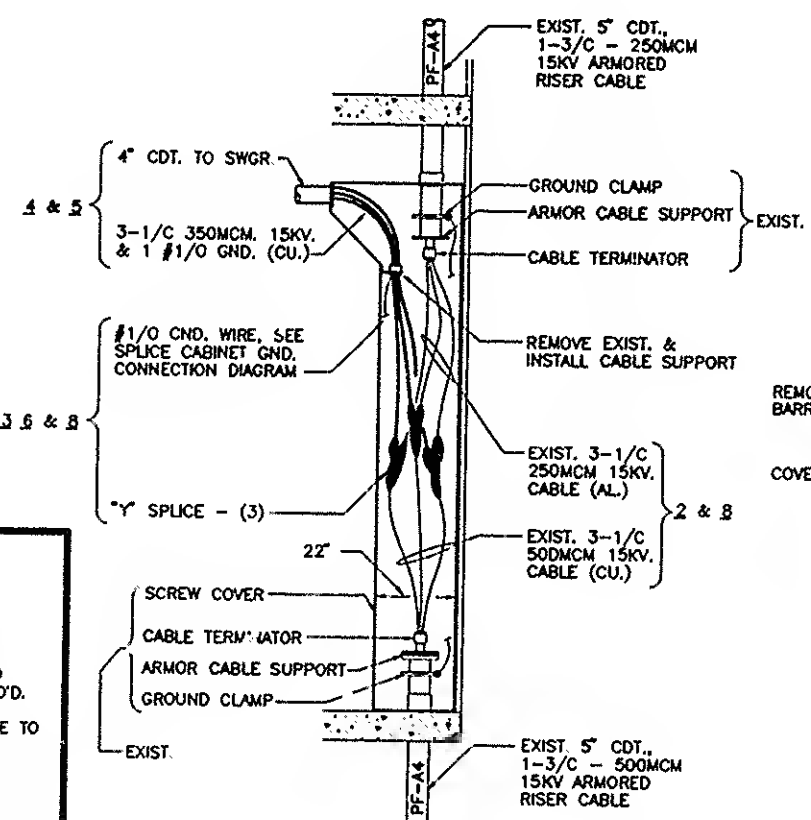 EXIST. 5" CDT.,
1-3/C - 250MCM
15KV ARMORED
RISER CABLE
PF-A4
4" CDT. TO SWGR.
4 & 5
3-1/C 350MCM. 15KV.
& 1 #1/0 GND. (CU.)
GROUND CLAMP
ARMOR CABLE SUPPORT
EXIST.
CABLE TERMINATOR
#1/0 GND. WIRE, SEE
SPLICE CABINET GND.
CONNECTION DIAGRAM
REMOVE EXIST. &
INSTALL CABLE SUPPORT
3 6 & 8
"Y" SPLICE - (3)
EXIST. 3-1/C
250MCM 15KV.
CABLE (AL.)
2 & 8
EXIST. 3-1/C
500MCM 15KV.
CABLE (CU.)
22"
SCREW COVER
CABLE TERMINATOR
ARMOR CABLE SUPPORT
GROUND CLAMP
EXIST.
EXIST. 5" CDT.,
1-3/C - 500MCM
15KV ARMORED
RISER CABLE
PF-A4
REMO
BARR
COVE
O'D.
E TO